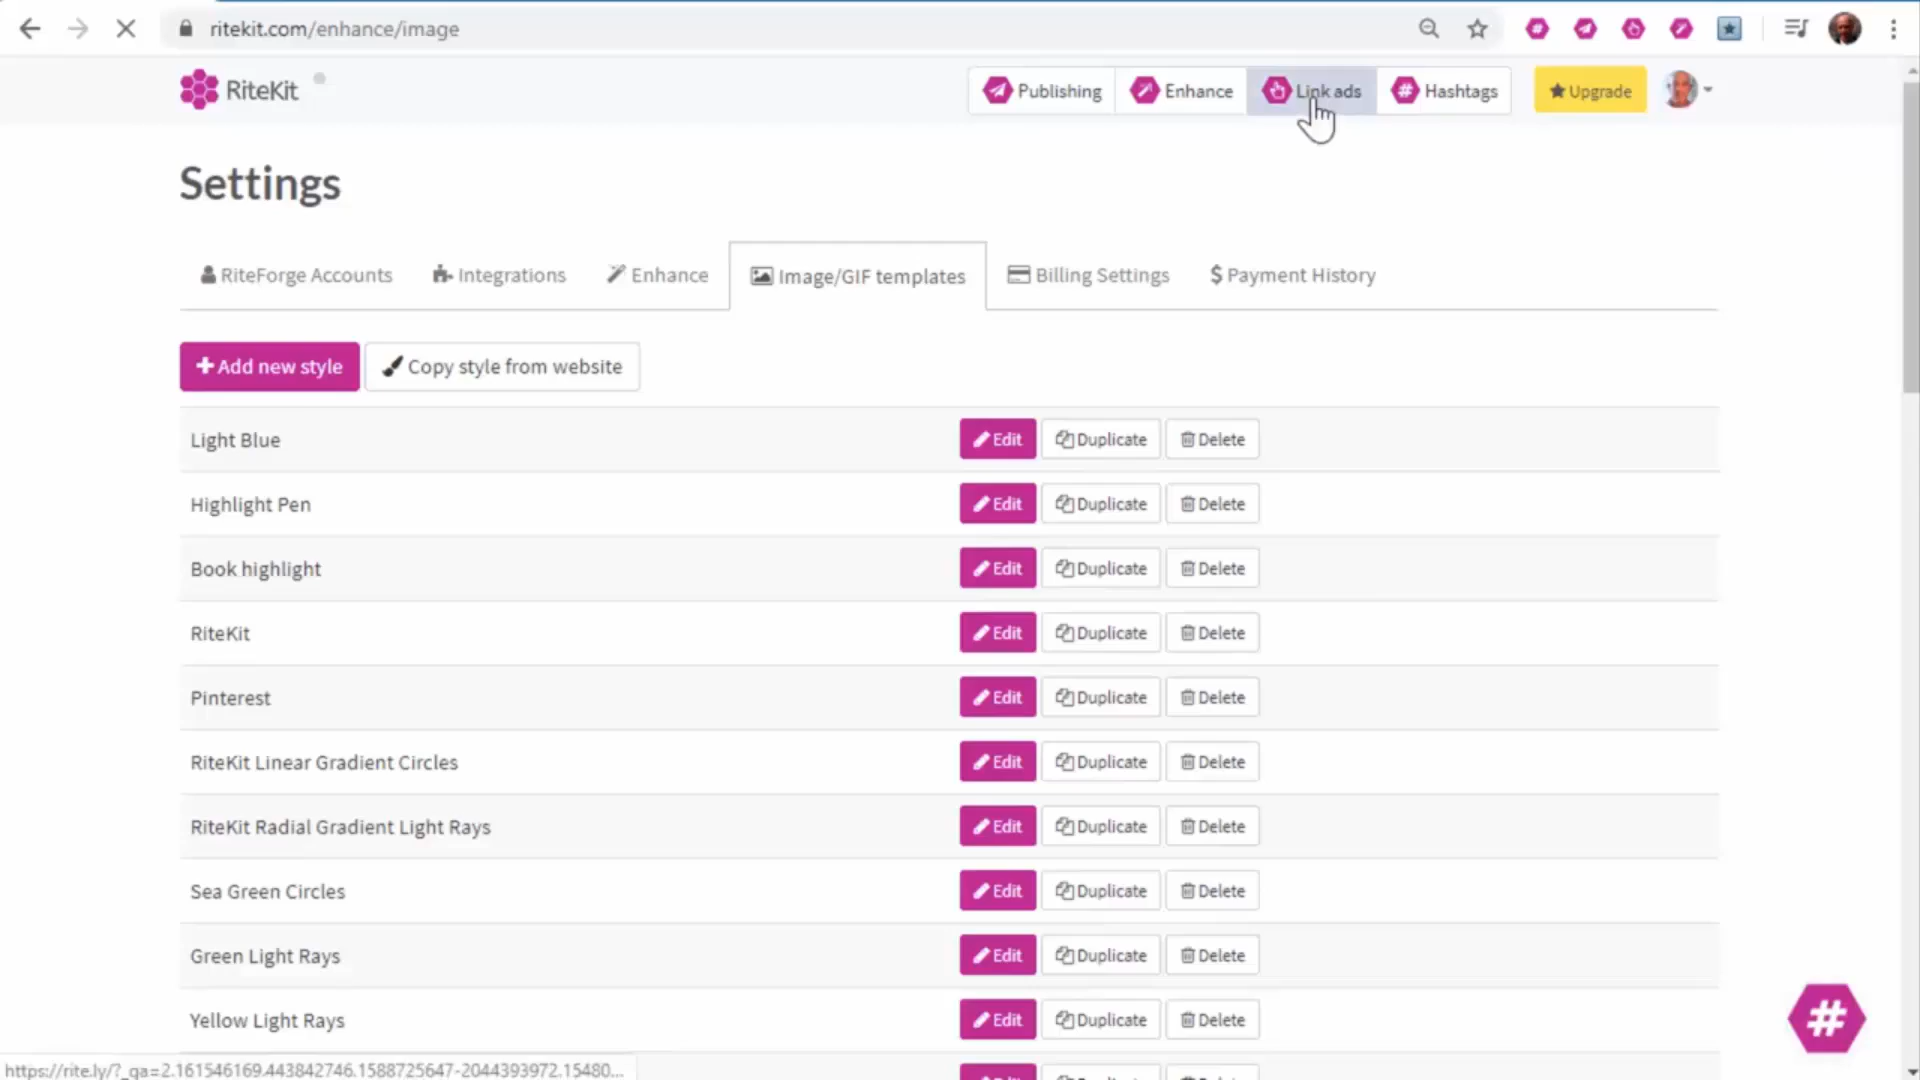 ritekit.com/enhance/image
RiteKit
Publishing
Enhance
Link ads
# Hashtags
Upgrade
Settings
RiteForge Accounts
Integrations
Enhance
Image/GIF templates
Billing Settings
$ Payment History
+ Add new style
Copy style from website
Light Blue Edit Duplicate Delete
Highlight Pen Edit Duplicate Delete
Book highlight Edit Duplicate Delete
RiteKit Edit Duplicate Delete
Pinterest Edit Duplicate Delete
RiteKit Linear Gradient Circles Edit Duplicate Delete
RiteKit Radial Gradient Light Rays Edit Duplicate Delete
Sea Green Circles Edit Duplicate Delete
Green Light Rays Edit Duplicate Delete
Yellow Light Rays Edit Duplicate Delete
#
https://rite.ly/?_ga=2.161546169.443842746.1588725647-2044393972.15480...